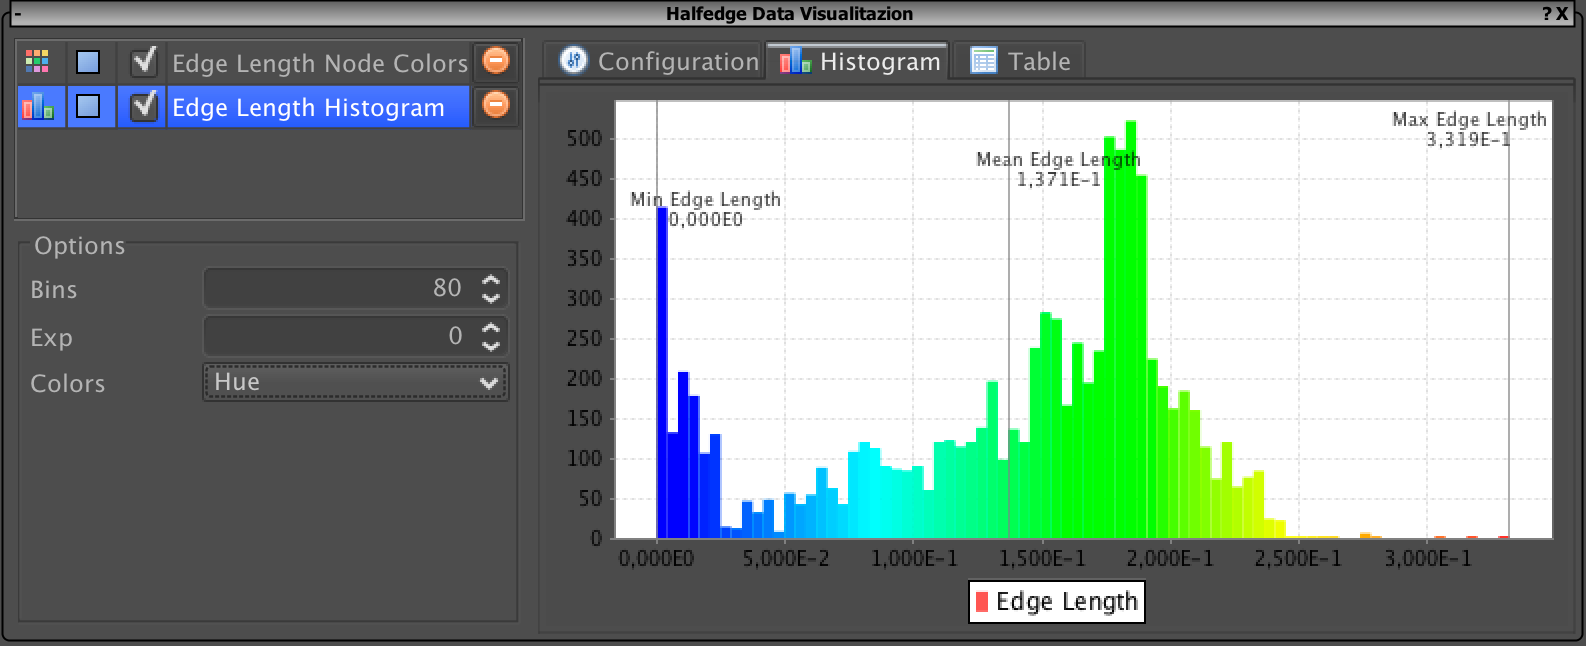 - Halfedge Data Visualitazion ? X
Edge Length Node Colors
Edge Length Histogram
Options
Bins 80
Exp 0
Colors Hue
Configuration Histogram Table
Max Edge Length
3,319E-1
Mean Edge Length
1,371E-1
Min Edge Length
0,000E0
500
450
400
350
300
250
200
150
100
50
0
0,000E0 5,000E-2 1,000E-1 1,500E-1 2,000E-1 2,500E-1 3,000E-1
Edge Length